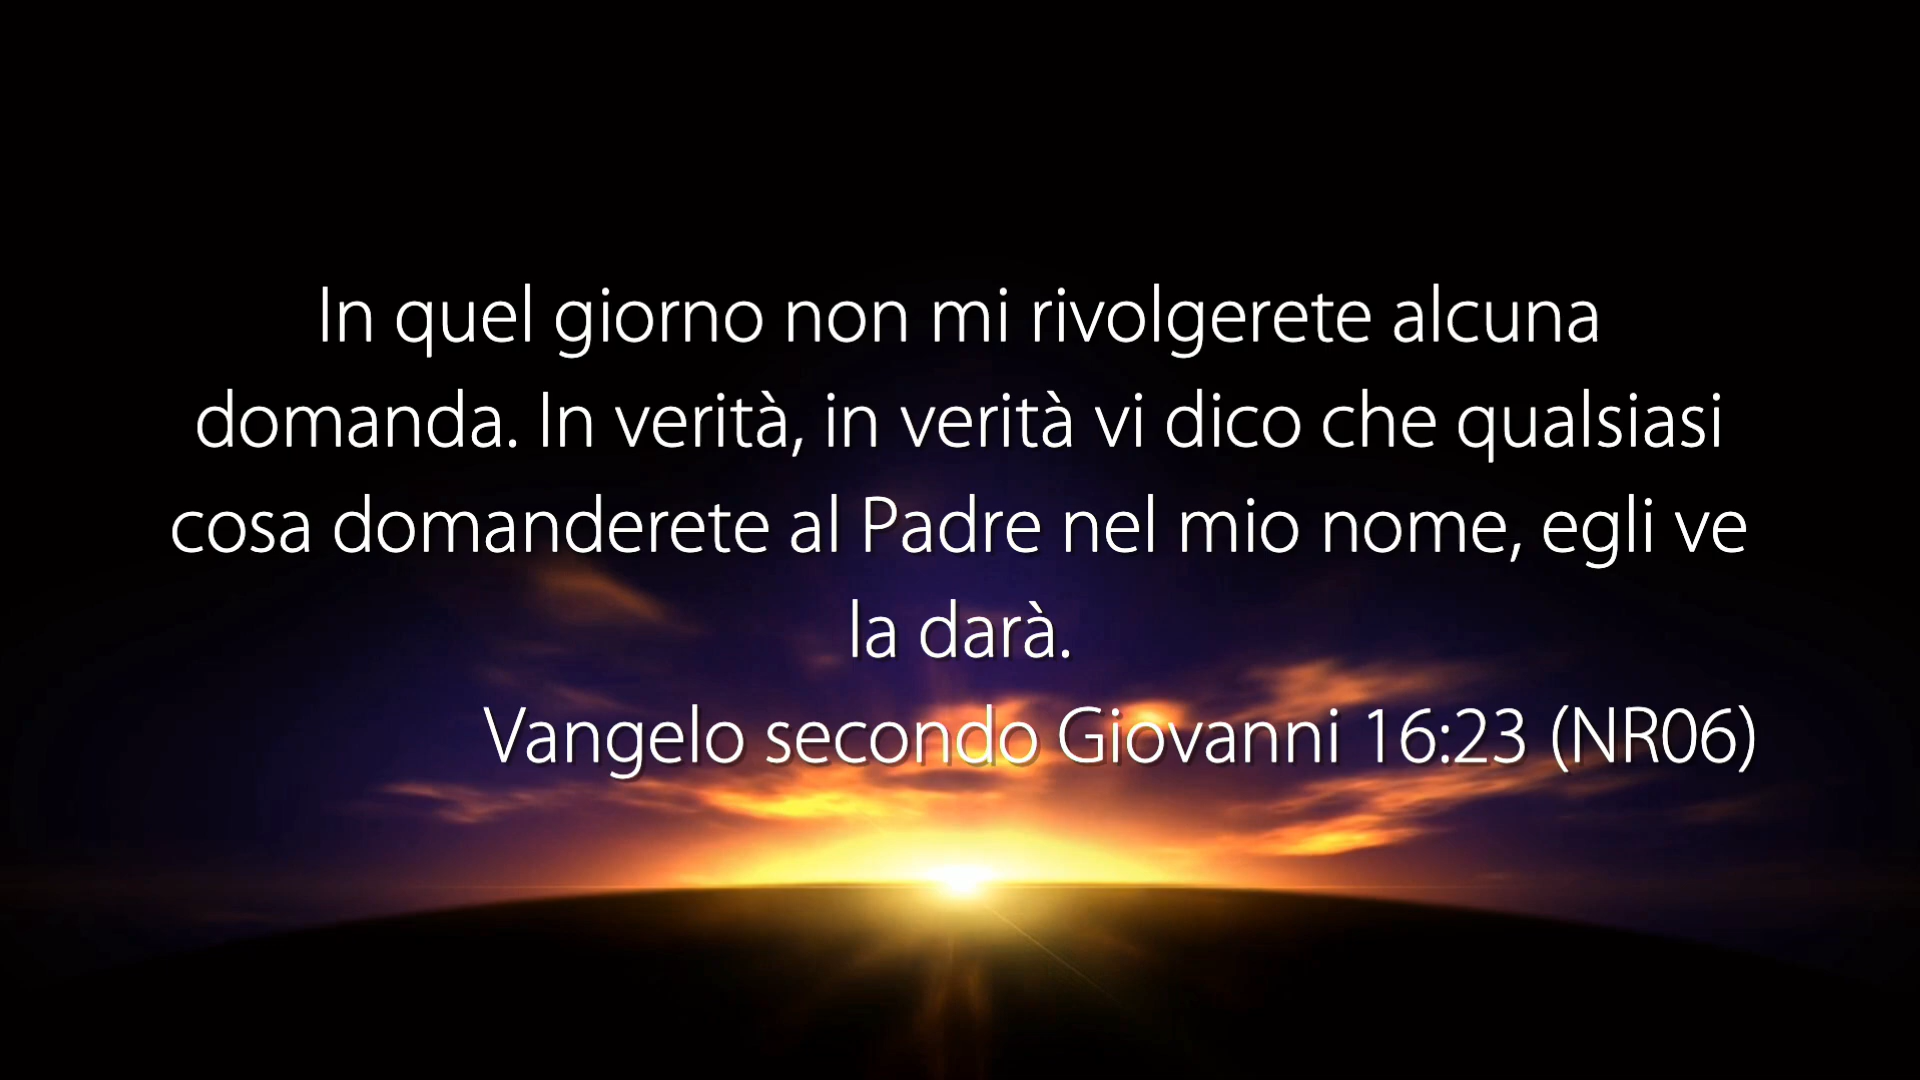 In quel giorno non mi rivolgerete alcuna
domanda. In verità, in verità vi dico che qualsiasi
cosa domanderete al Padre nel mio nome, egli ve
la darà.
Vangelo secondo Giovanni 16:23 (NR06)